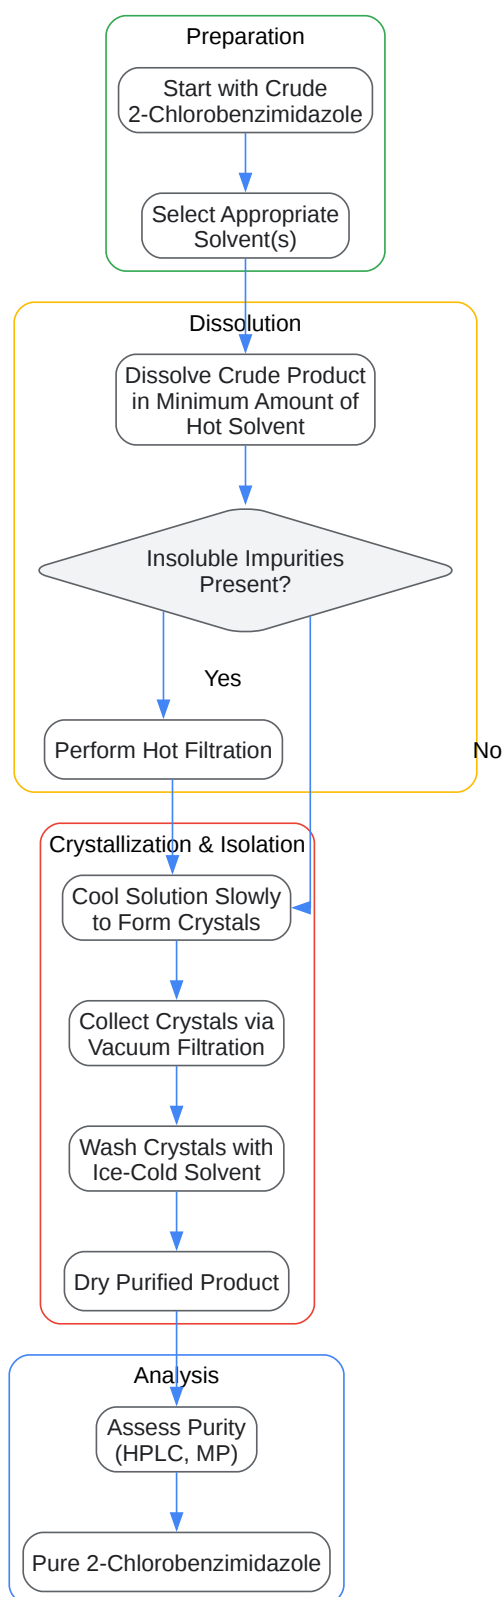 Preparation
Start with Crude
2-Chlorobenzimidazole
Select Appropriate
Solvent(s)
Dissolution
Dissolve Crude Product
in Minimum Amount of
Hot Solvent
Insoluble Impurities
Present?
Yes
Perform Hot Filtration
No
Crystallization & Isolation
Cool Solution Slowly
to Form Crystals
Collect Crystals via
Vacuum Filtration
Wash Crystals with
Ice-Cold Solvent
Dry Purified Product
Analysis
Assess Purity
(HPLC, MP)
Pure 2-Chlorobenzimidazole